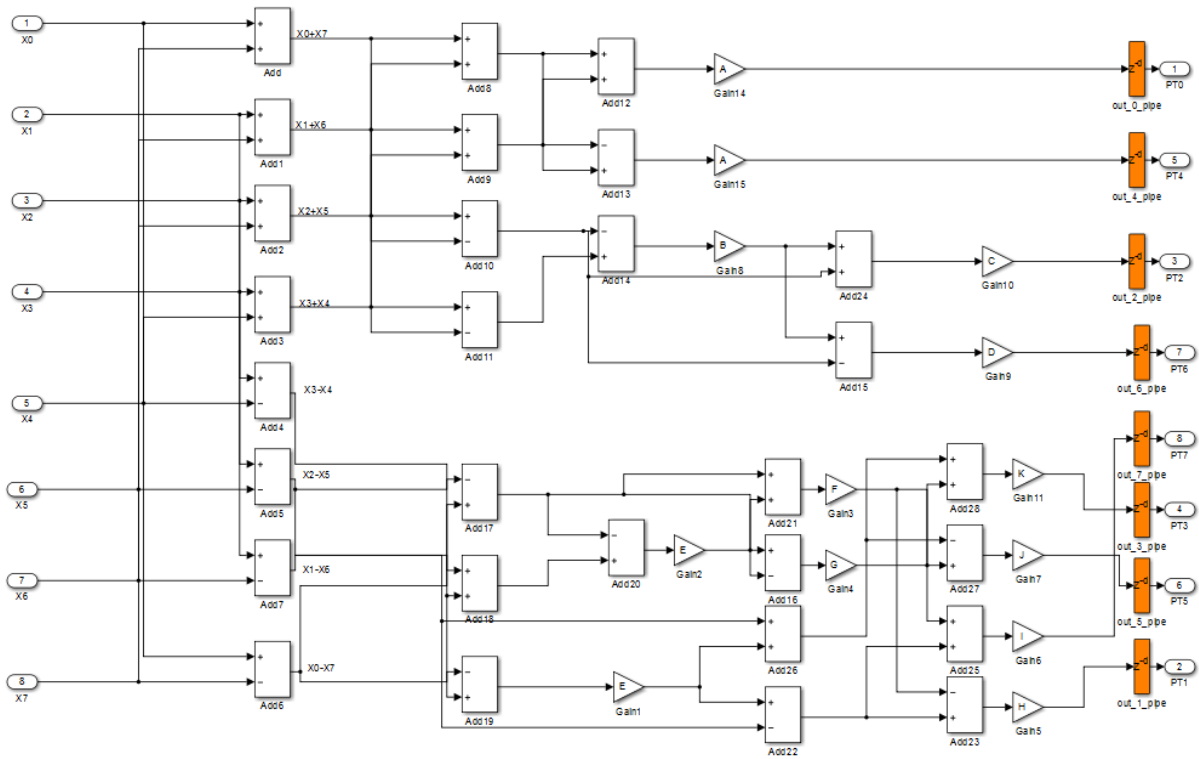 1
X0
2
X1
3
X2
4
X3
5
X4
6
X5
7
X6
8
X7
+
+
Add
X0+X7
+
+
Add1
X1+X6
+
+
Add2
X2+X5
+
+
Add3
X3+X4
+
−
Add4
X3−X4
+
−
Add5
X2−X5
+
−
Add7
X1−X6
+
−
Add6
X0−X7
+
+
Add8
+
+
Add9
+
−
Add10
+
−
Add11
−
+
Add17
+
+
Add18
−
+
Add19
+
+
Add12
−
+
Add13
−
+
Add14
−
+
Add20
A
Gain14
A
Gain15
B
Gain8
E
Gain2
E
Gain1
+
+
Add24
+
−
Add15
+
+
Add21
+
−
Add16
+
+
Add26
+
−
Add22
C
Gain10
D
Gain9
F
Gain3
G
Gain4
+
+
Add28
−
+
Add27
+
+
Add25
−
+
Add23
K
Gain11
J
Gain7
I
Gain6
H
Gain5
z-d
out_0_pipe
1
PT0
z-d
out_4_pipe
5
PT4
z-d
out_2_pipe
3
PT2
z-d
out_6_pipe
7
PT6
z-d
out_7_pipe
8
PT7
z-d
out_3_pipe
4
PT3
z-d
out_5_pipe
6
PT5
z-d
out_1_pipe
2
PT1